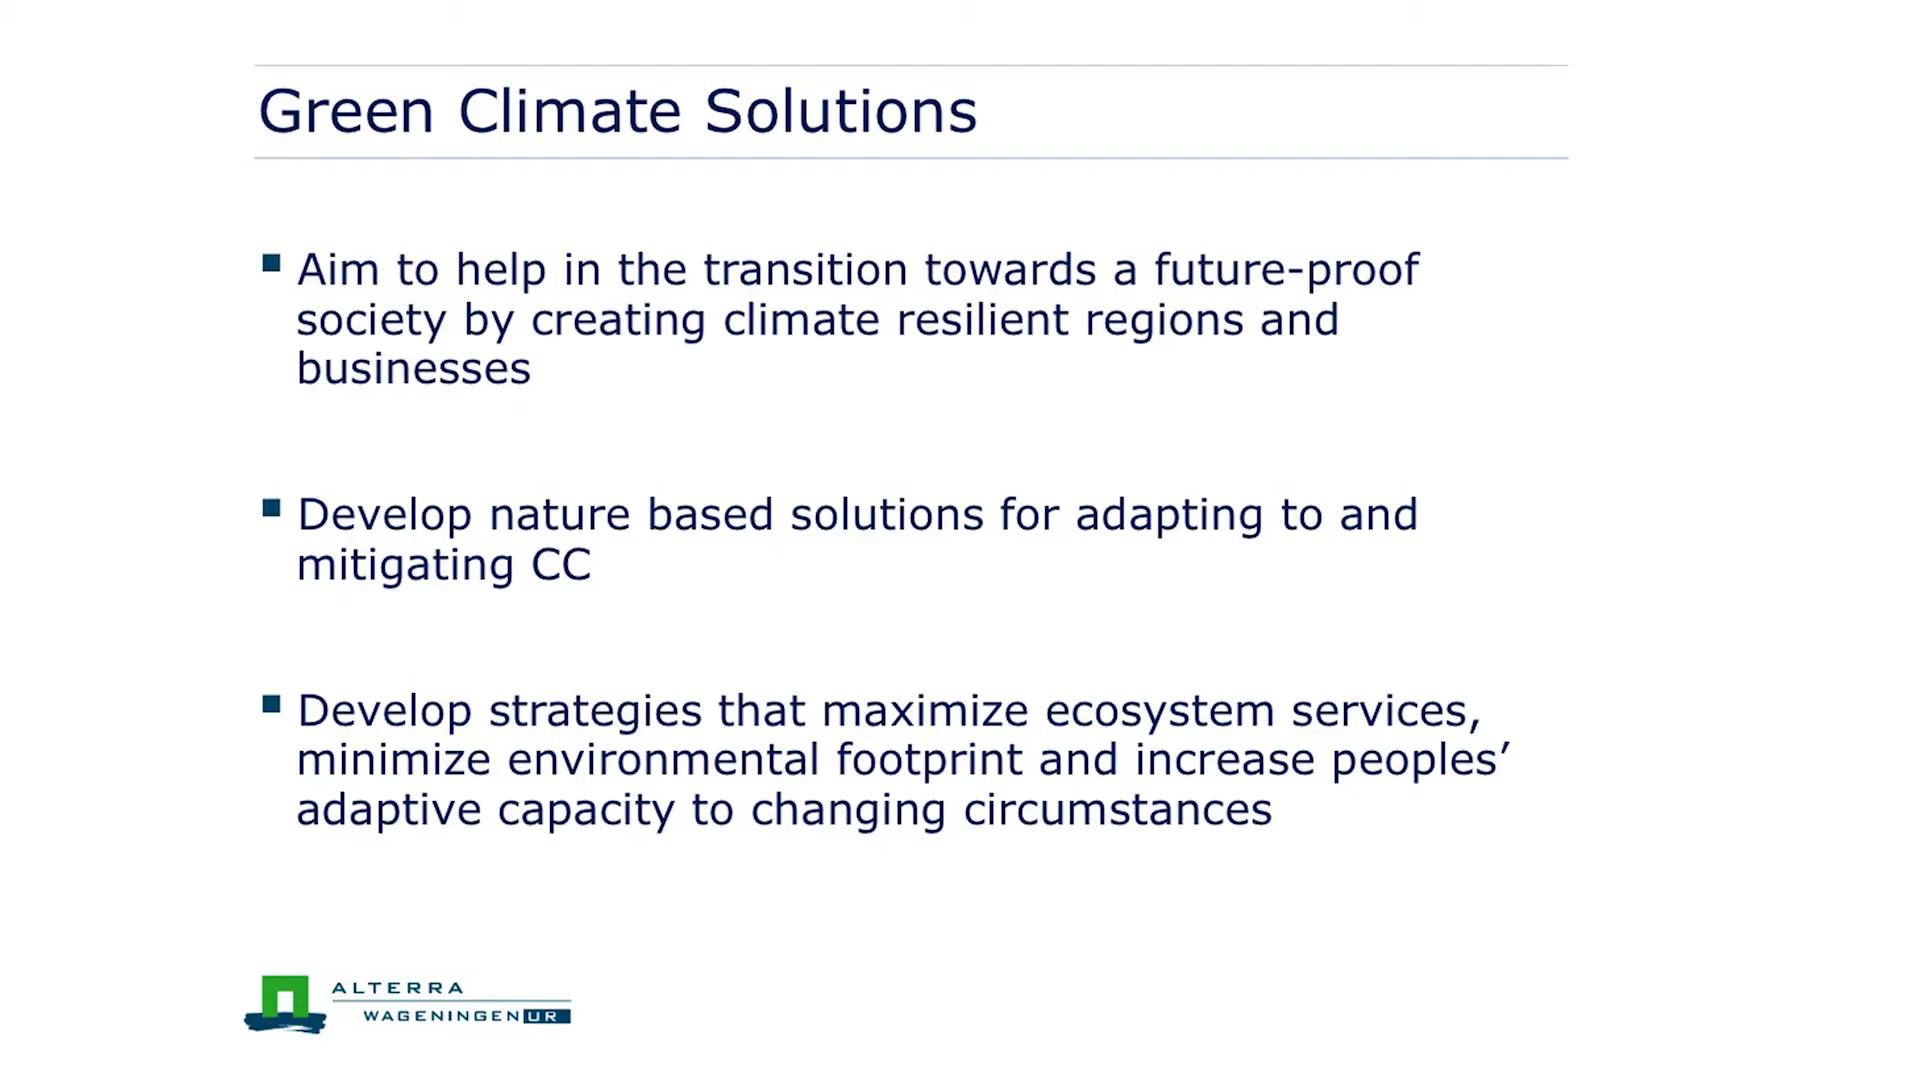 Green Climate Solutions
Aim to help in the transition towards a future-proof
society by creating climate resilient regions and
businesses
Develop nature based solutions for adapting to and
mitigating CC
Develop strategies that maximize ecosystem services,
minimize environmental footprint and increase peoples’
adaptive capacity to changing circumstances
ALTERRA
WAGENINGEN UR